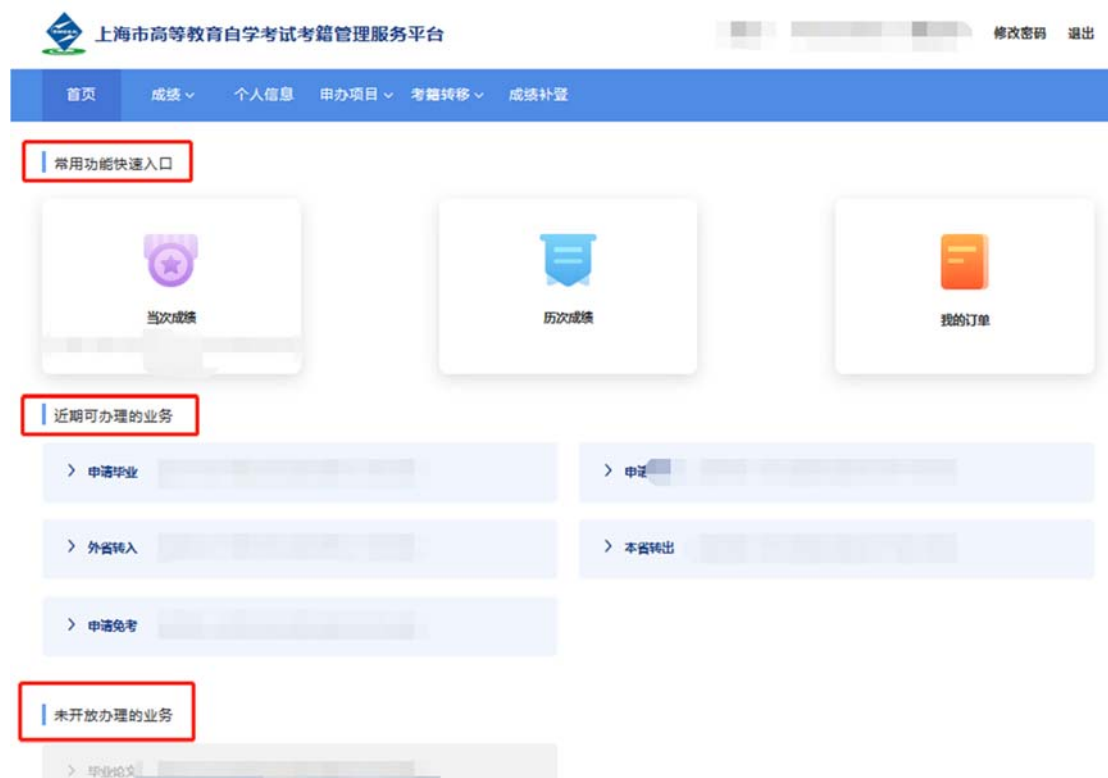 上海市高等教育自学考试考籍管理服务平台
修改密码 退出
首页 成绩 个人信息 申办项目 考籍转移 成绩补登
常用功能快速入口
当次成绩 历次成绩 我的订单
近期可办理的业务
申请毕业 申
外省转入 本省转出
申请免考
未开放办理的业务
毕业论文